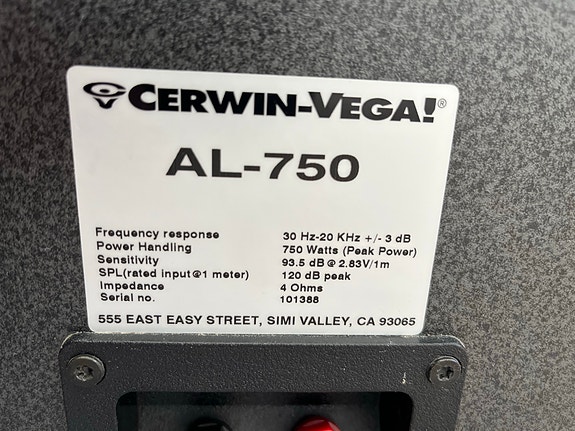 CERWIN-VEGA!®
AL-750
Frequency response 30 Hz-20 KHz +/- 3 dB
Power Handling 750 Watts (Peak Power)
Sensitivity 93.5 dB @ 2.83V/1m
SPL(rated input@1 meter) 120 dB peak
Impedance 4 Ohms
Serial no. 101388
555 EAST EASY STREET, SIMI VALLEY, CA 93065